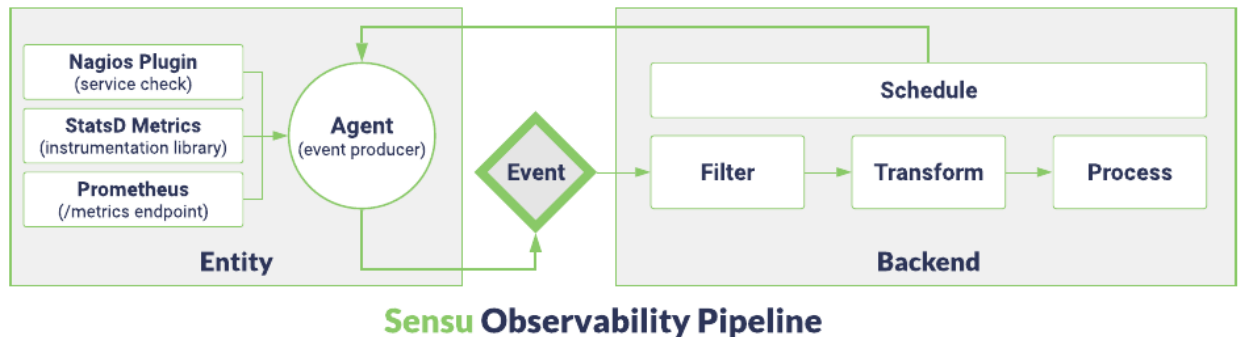 Nagios Plugin
(service check)
StatsD Metrics
(instrumentation library)
Prometheus
(/metrics endpoint)
Agent
(event producer)
Entity
Event
Schedule
Filter
Transform
Process
Backend
Sensu Observability Pipeline